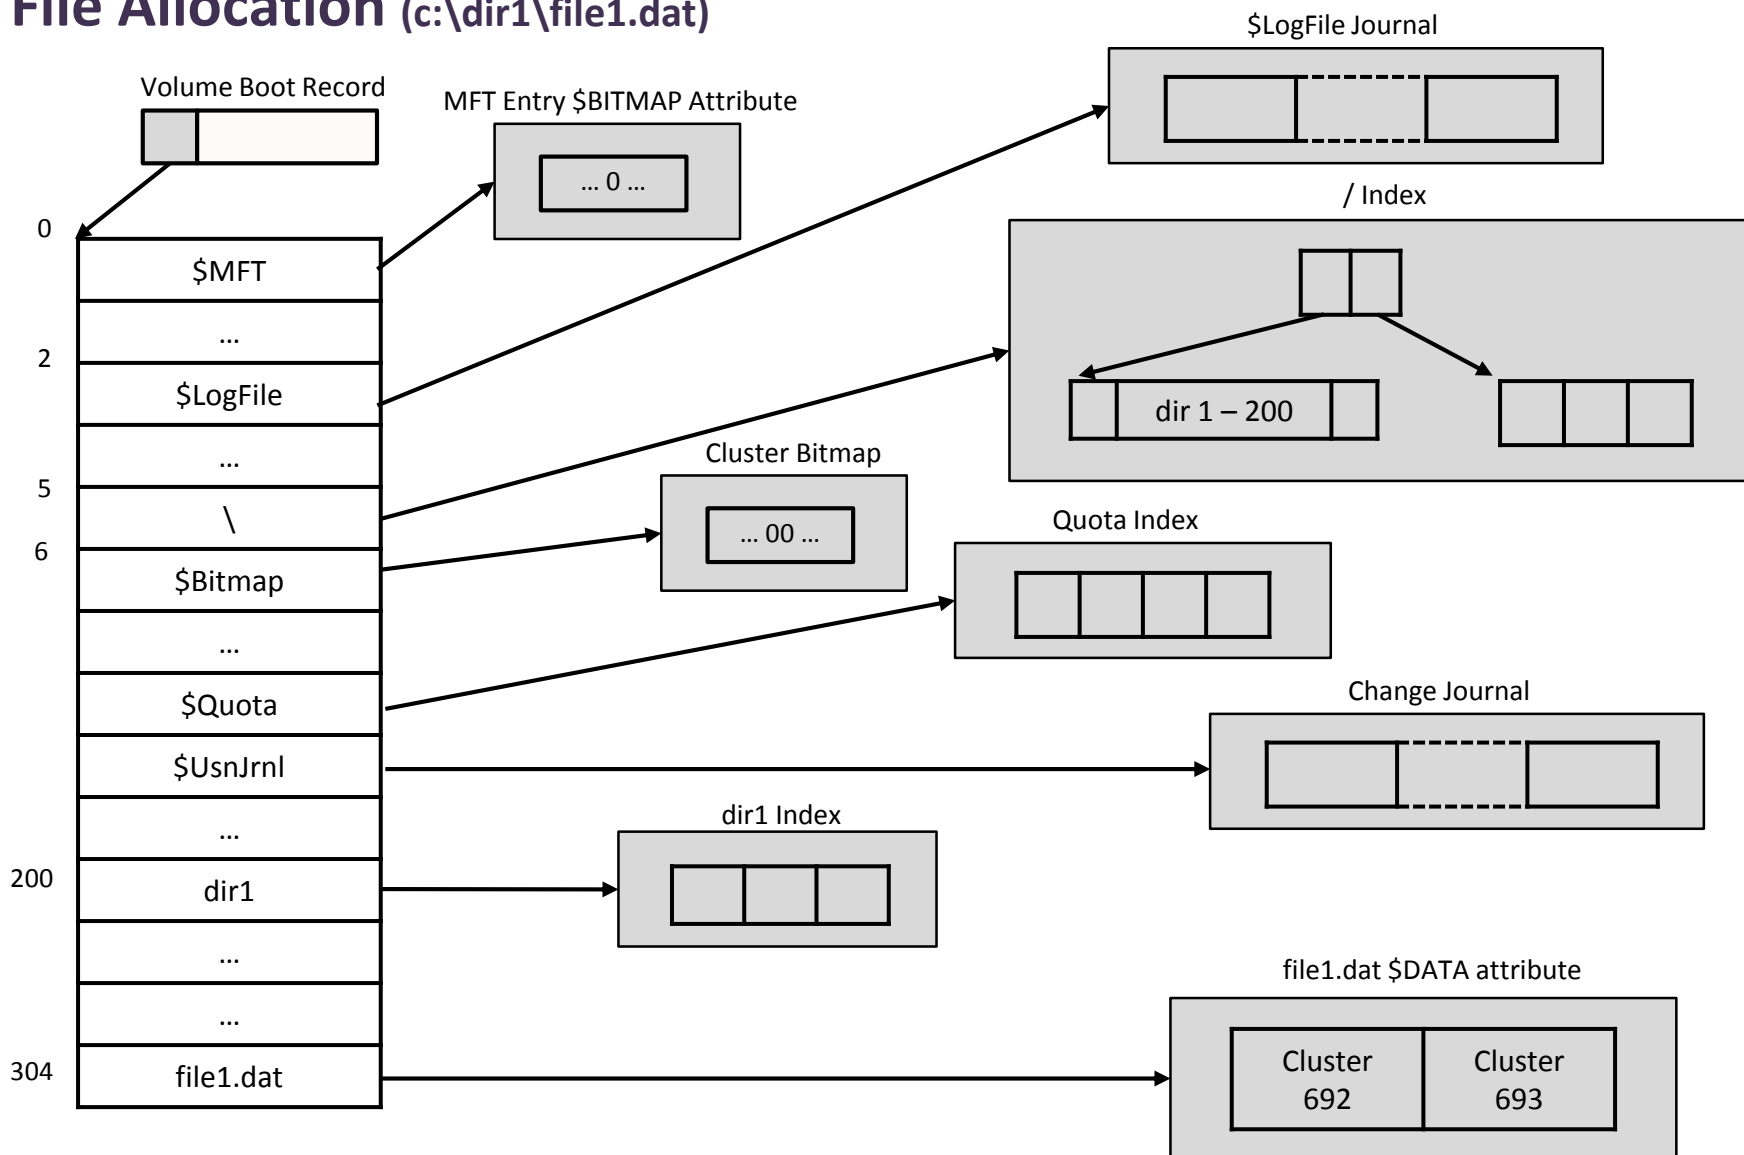 File Allocation (c:\dir1\file1.dat)
$LogFile Journal
Volume Boot Record
MFT Entry $BITMAP Attribute
... 0 ...
/ Index
0
$MFT
...
2
$LogFile
dir 1 – 200
...
Cluster Bitmap
5
\
Quota Index
... 00 ...
6
$Bitmap
...
Change Journal
$Quota
$UsnJrnl
dir1 Index
...
200
dir1
...
file1.dat $DATA attribute
...
304
file1.dat
Cluster
692
Cluster
693